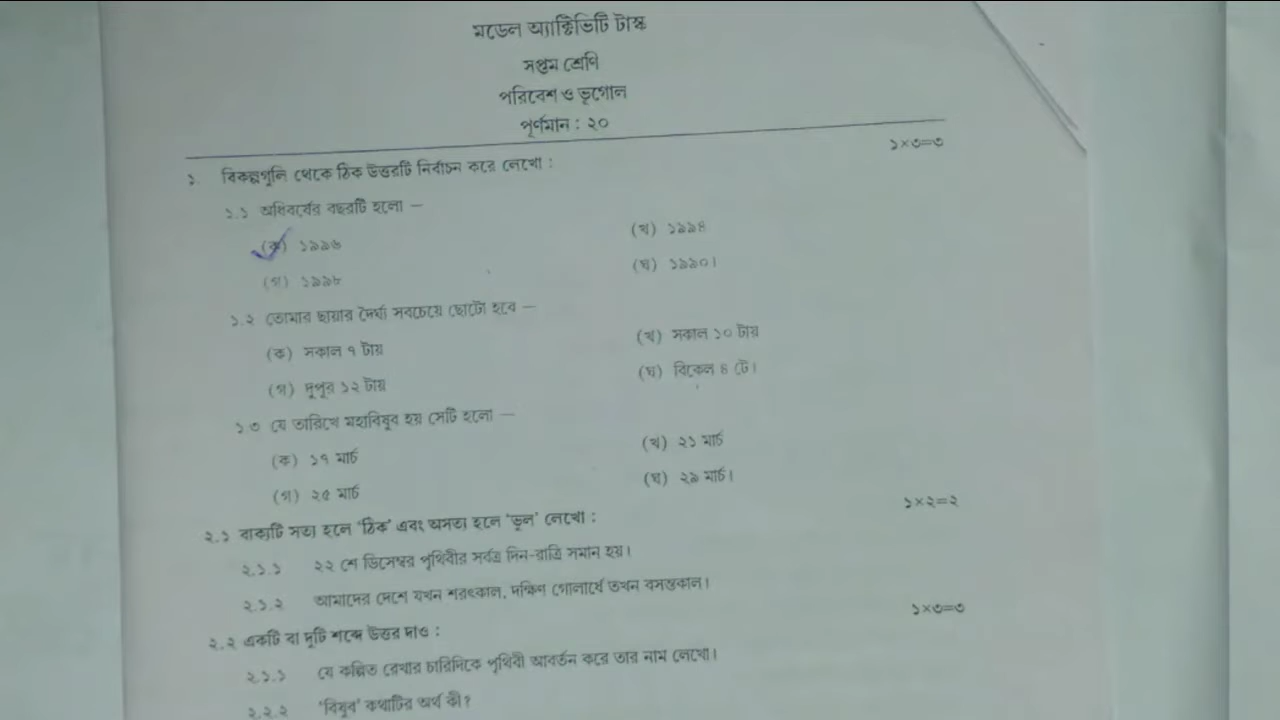 মডেল অ্যাক্টিভিটি টাস্ক
সপ্তম শ্রেণি
পরিবেশ ও ভূগোল
পূর্ণমান : ২০
১. বিকল্পগুলি থেকে ঠিক উত্তরটি নির্বাচন করে লেখো : ১×৩=৩
১.১ অধিবর্ষের বছরটি হলো —
(ক) ১৯৯৬ (খ) ১৯৯৪
(গ) ১৯৯৮ (ঘ) ১৯৯০।
১.২ তোমার ছায়ার দৈর্ঘ্য সবচেয়ে ছোটো হবে —
(ক) সকাল ৭ টায় (খ) সকাল ১০ টায়
(গ) দুপুর ১২ টায় (ঘ) বিকেল ৪ টে।
১.৩ যে তারিখে মহাবিষুব হয় সেটি হলো —
(ক) ১৭ মার্চ (খ) ২১ মার্চ
(গ) ২৫ মার্চ (ঘ) ২৯ মার্চ।
২.১ বাক্যটি সত্য হলে ‘ঠিক’ এবং অসত্য হলে ‘ভুল’ লেখো : ১×২=২
২.১.১ ২২ শে ডিসেম্বর পৃথিবীর সর্বত্র দিন-রাত্রি সমান হয়।
২.১.২ আমাদের দেশে যখন শরৎকাল, দক্ষিণ গোলার্ধে তখন বসন্তকাল।
২.২ একটি বা দুটি শব্দে উত্তর দাও : ১×৩=৩
২.১.১ যে কল্পিত রেখার চারিদিকে পৃথিবী আবর্তন করে তার নাম লেখো।
২.২.২ ‘বিষুব’ কথাটির অর্থ কী?